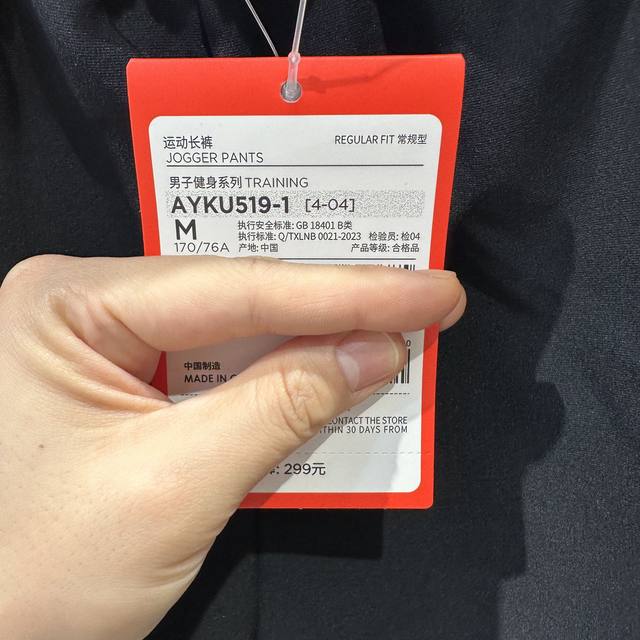 运动长裤
JOGGER PANTS
REGULAR FIT 常规型
男子健身系列 TRAINING
AYKU519-1 [4-04]
M
170/76A
执行安全标准: GB 18401 B类
执行标准: Q/TXLNB 0021-2023 检验员: 检04
产地: 中国 产品等级: 合格品
0
中国制造
MADE IN
CONTACT THE STORE
30 DAYS FROM
: 299元